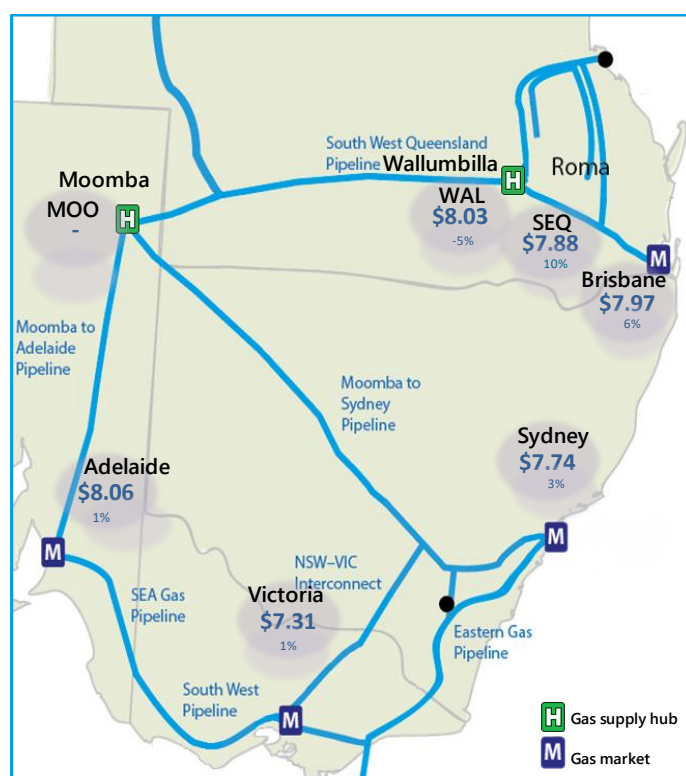 South West Queensland
Pipeline
Wallumbilla
H
Roma
Moomba
MOO
-
H
WAL
$8.03
-5%
SEQ
$7.88
10%
M
Brisbane
$7.97
6%
Moomba to
Adelaide
Pipeline
Moomba to
Sydney
Pipeline
Sydney
$7.74
3%
Adelaide
$8.06
1%
M
M
NSW–VIC
Interconnect
SEA Gas
Pipeline
Victoria
$7.31
1%
Eastern Gas
Pipeline
South West
Pipeline
M
H Gas supply hub
M Gas market